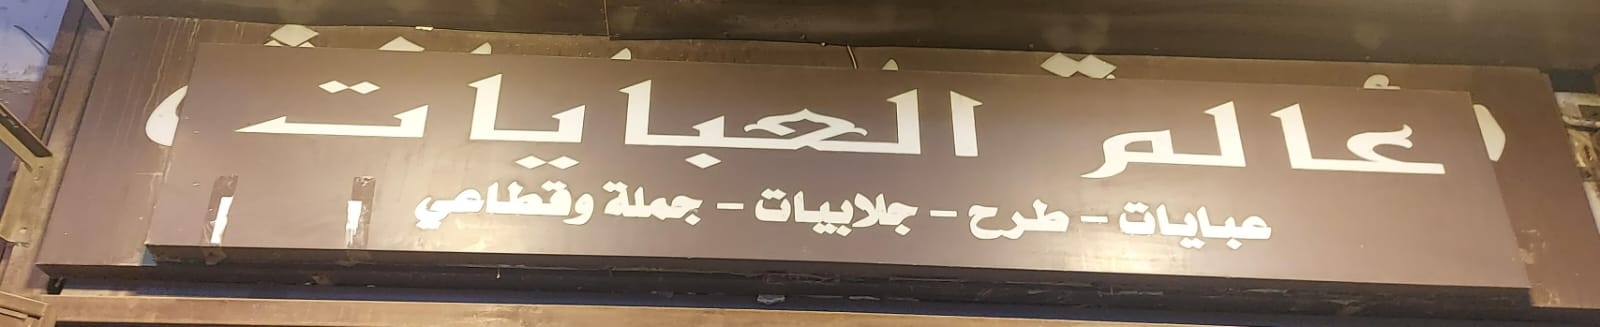 عالم العبايات
عبايات - طرح - جلابيات - جملة وقطاعي